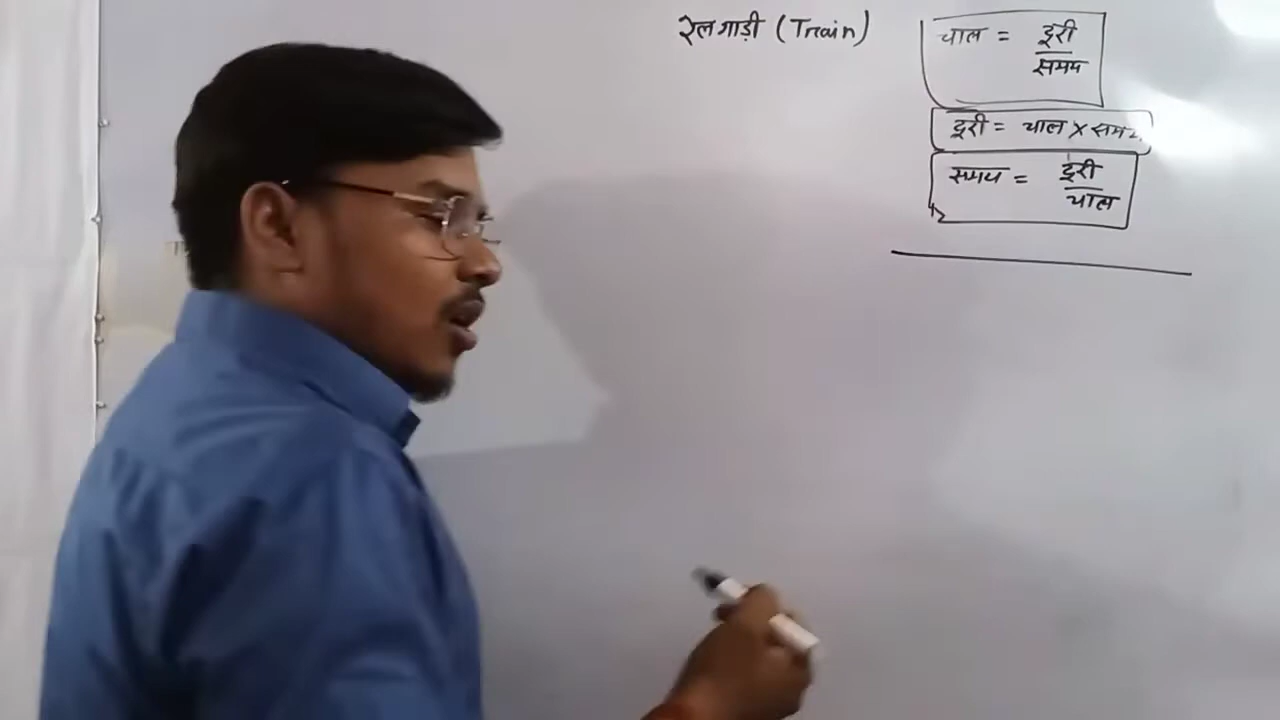 रेलगाड़ी (Train)
चाल = दूरी
समय
दूरी = चाल × समय
समय = दूरी
चाल